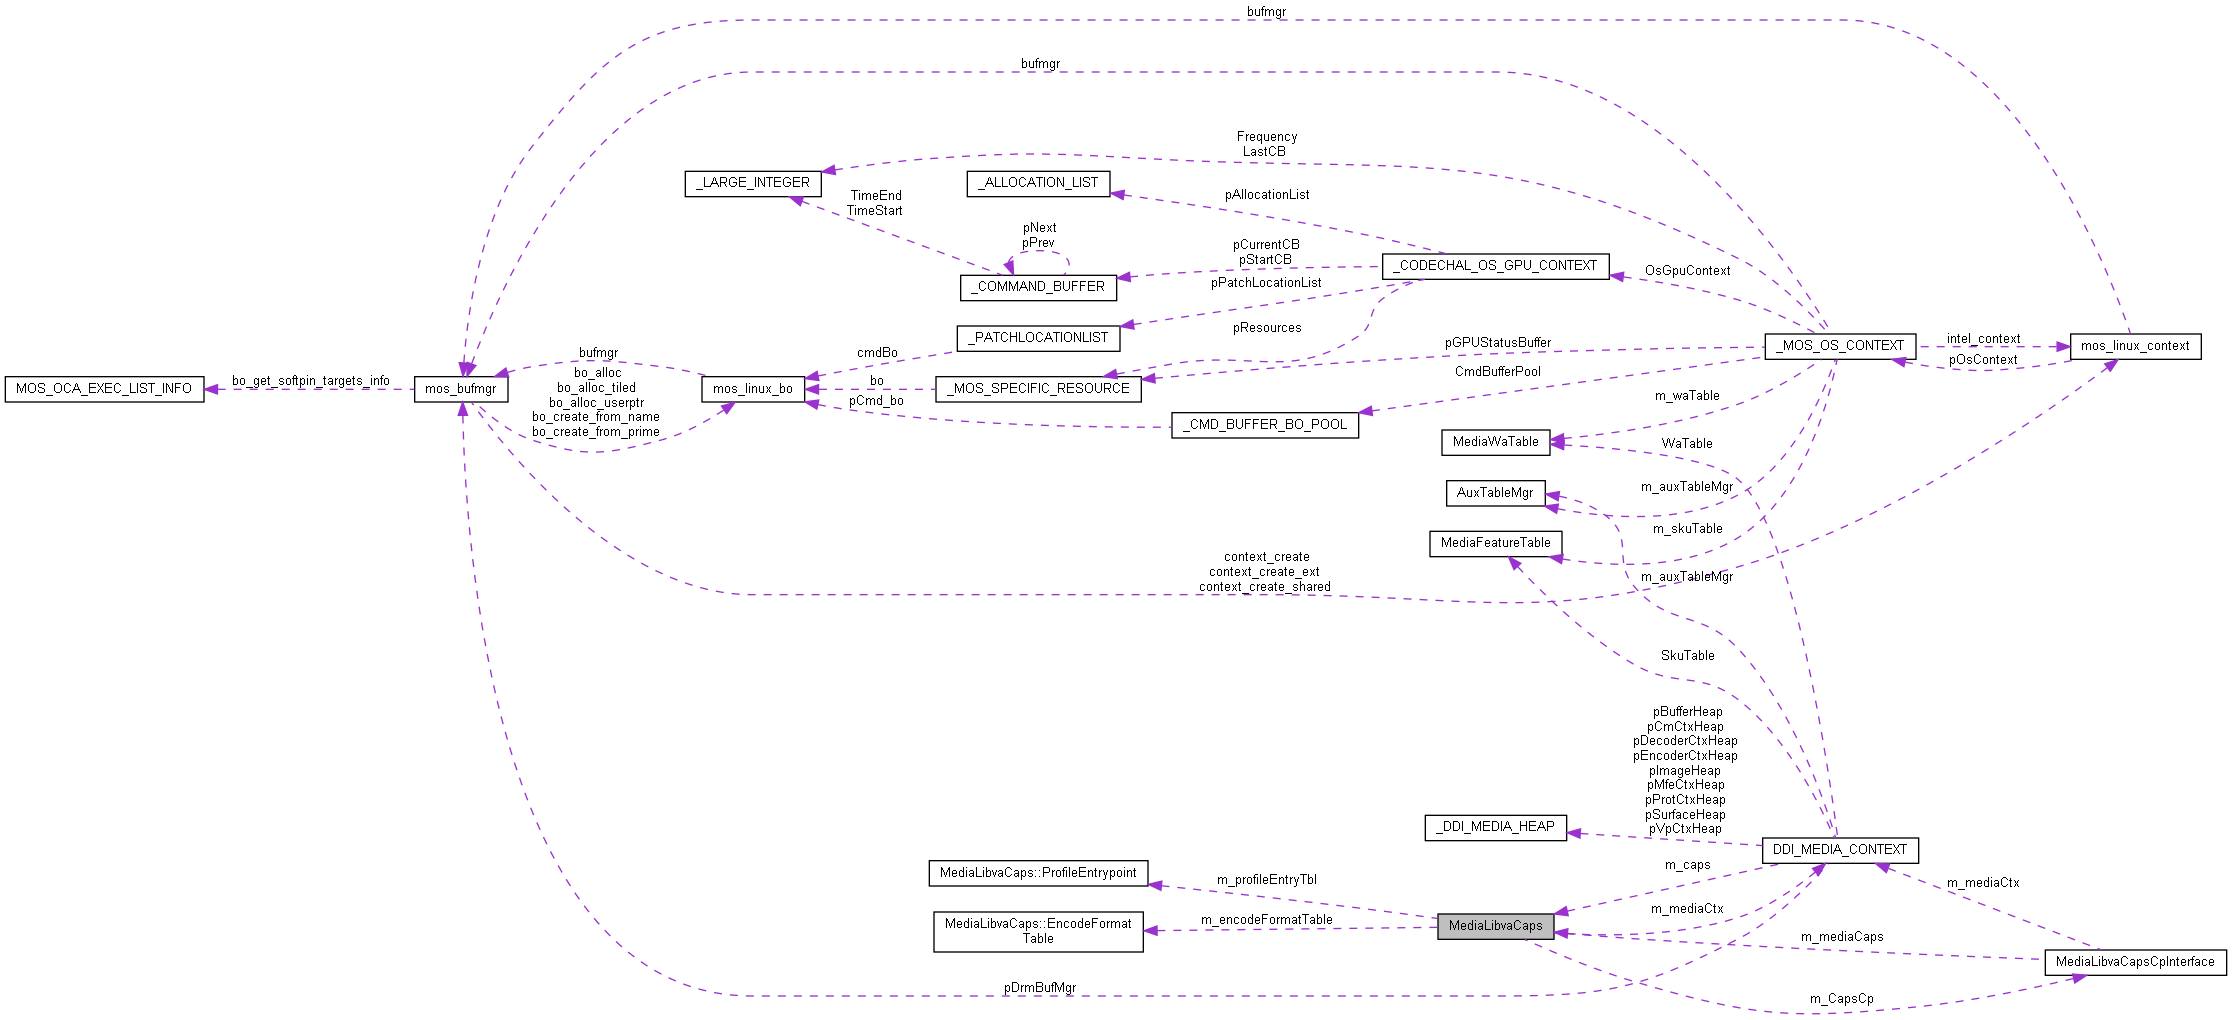 bufmgr
bufmgr
Frequency
LastCB
_LARGE_INTEGER
_ALLOCATION_LIST
TimeEnd
TimeStart
pAllocationList
pNext
pPrev
pCurrentCB
pStartCB
_CODECHAL_OS_GPU_CONTEXT
OsGpuContext
_COMMAND_BUFFER
pPatchLocationList
_PATCHLOCATIONLIST
pResources
pGPUStatusBuffer
_MOS_OS_CONTEXT
intel_context
pOsContext
mos_linux_context
bufmgr
cmdBo
CmdBufferPool
MOS_OCA_EXEC_LIST_INFO
bo_get_softpin_targets_info
mos_bufmgr
bo_alloc
bo_alloc_tiled
bo_alloc_userptr
bo_create_from_name
bo_create_from_prime
mos_linux_bo
bo
pCmd_bo
_MOS_SPECIFIC_RESOURCE
m_waTable
_CMD_BUFFER_BO_POOL
MediaWaTable
WaTable
AuxTableMgr
m_auxTableMgr
m_skuTable
MediaFeatureTable
context_create
context_create_ext
context_create_shared
m_auxTableMgr
SkuTable
pBufferHeap
pCmCtxHeap
pDecoderCtxHeap
pEncoderCtxHeap
pImageHeap
pMfeCtxHeap
pProtCtxHeap
pSurfaceHeap
pVpCtxHeap
_DDI_MEDIA_HEAP
DDI_MEDIA_CONTEXT
MediaLibvaCaps::ProfileEntrypoint
m_profileEntryTbl
m_caps
m_mediaCtx
MediaLibvaCaps::EncodeFormat
Table
m_encodeFormatTable
MediaLibvaCaps
m_mediaCtx
m_mediaCaps
MediaLibvaCapsCpInterface
pDrmBufMgr
m_CapsCp